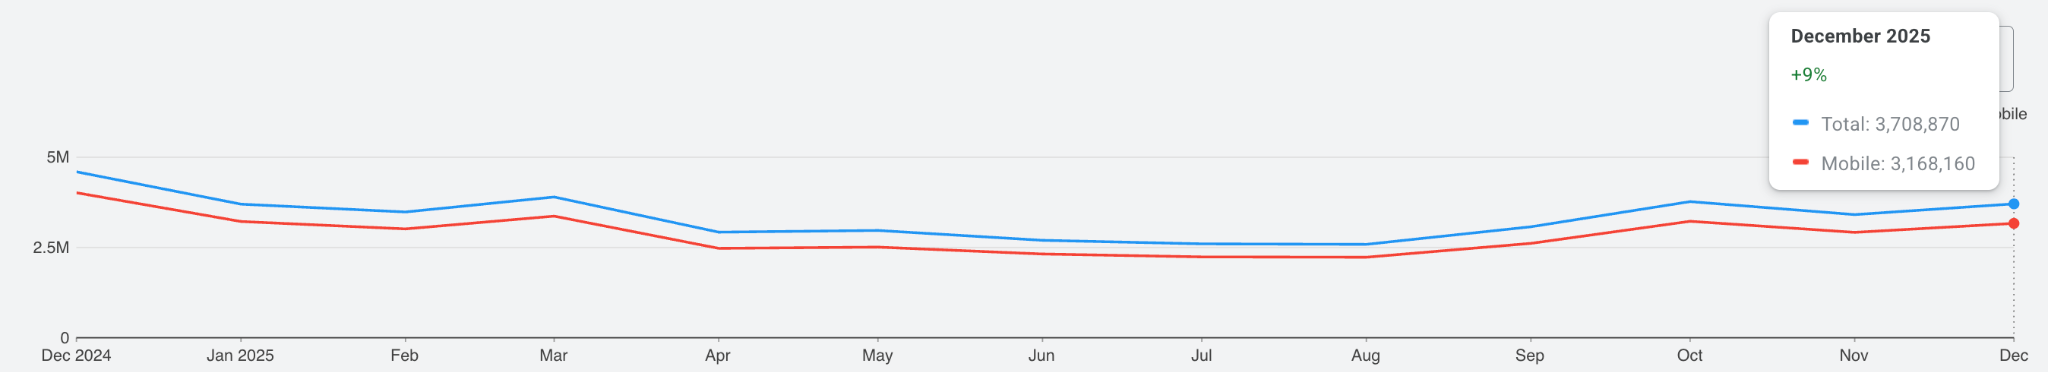 December 2025
+9%
Total: 3,708,870
Mobile: 3,168,160
obile
5M
2.5M
0
Dec 2024
Jan 2025
Feb
Mar
Apr
May
Jun
Jul
Aug
Sep
Oct
Nov
Dec